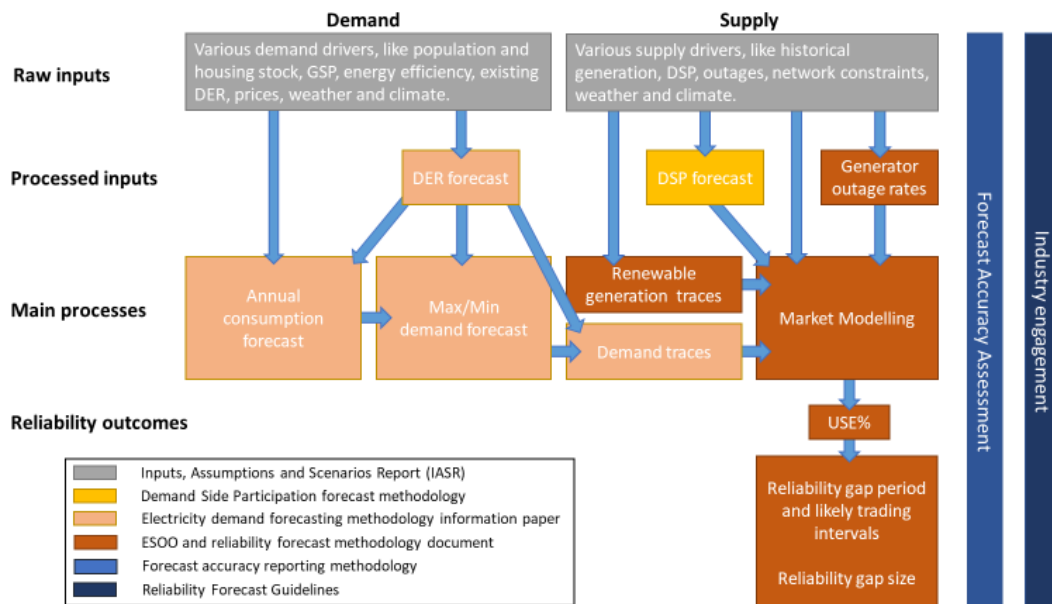 Demand
Supply
Raw inputs
Various demand drivers, like population and
housing stock, GSP, energy efficiency, existing
DER, prices, weather and climate.
Various supply drivers, like historical
generation, DSP, outages, network constraints,
weather and climate.
Processed inputs
DER forecast
DSP forecast
Generator
outage rates
Main processes
Annual
consumption
forecast
Max/Min
demand forecast
Renewable
generation traces
Demand traces
Market Modelling
Reliability outcomes
USE%
Reliability gap period
and likely trading
intervals
Reliability gap size
Inputs, Assumptions and Scenarios Report (IASR)
Demand Side Participation forecast methodology
Electricity demand forecasting methodology information paper
ESOO and reliability forecast methodology document
Forecast accuracy reporting methodology
Reliability Forecast Guidelines
Forecast Accuracy Assessment
Industry engagement